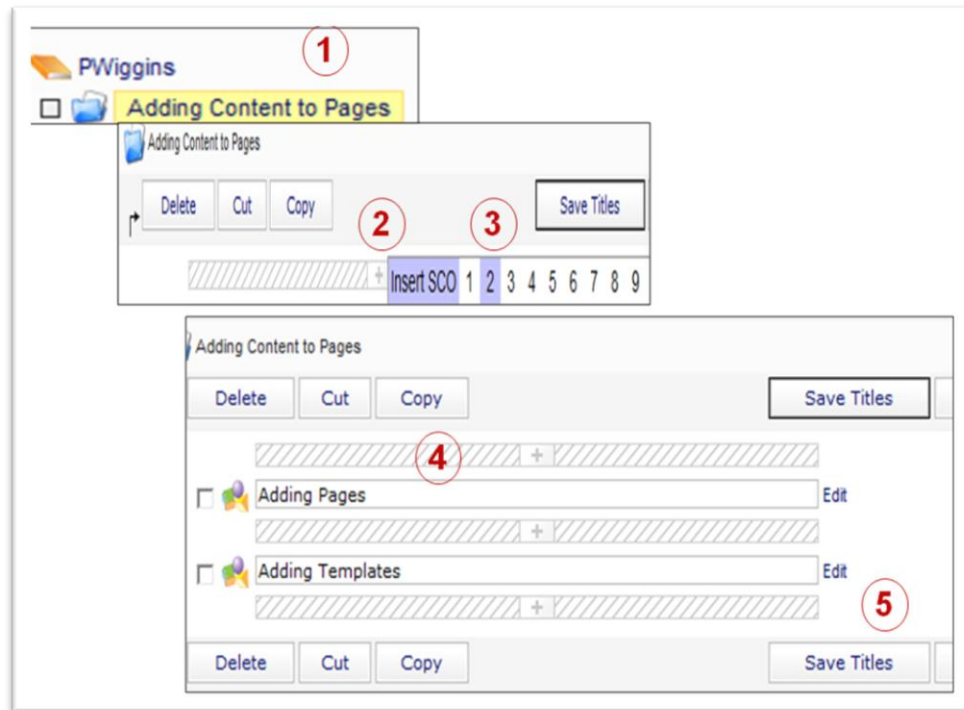 1
PWiggins
Adding Content to Pages
Adding Content to Pages
Delete Cut Copy Save Titles
2 3
+ Insert SCO 1 2 3 4 5 6 7 8 9
Adding Content to Pages
Delete Cut Copy Save Titles
4
+
Adding Pages Edit
+
Adding Templates Edit
+
5
Delete Cut Copy Save Titles